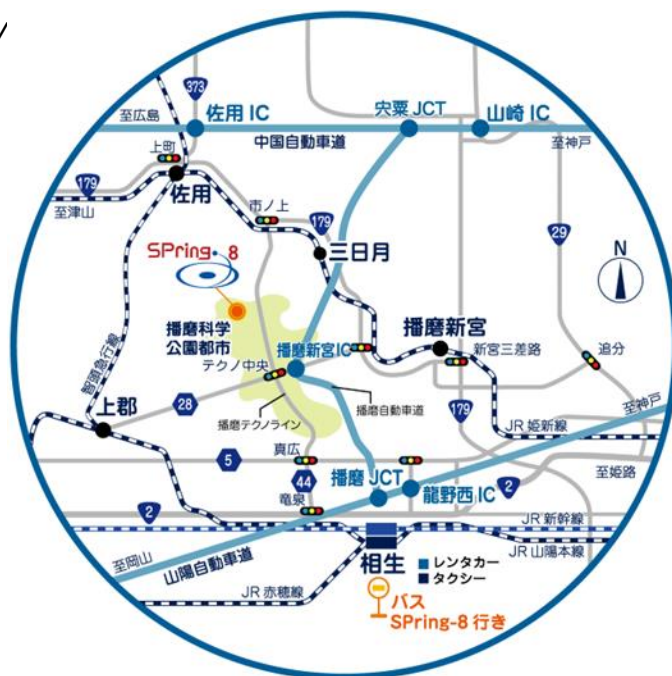 373
至広島
佐用 IC
宍粟 JCT
山崎 IC
中国自動車道
至神戸
上町
179
佐用
至津山
市ノ上
179
29
SPring-8
三日月
N
播磨科学
公園都市
播磨新宮
智頭急行線
テクノ中央
播磨新宮IC
新宮三差路
追分
上郡
28
播磨テクノライン
播磨自動車道
179
至神戸
JR 姫新線
5
真広
44
播磨 JCT
龍野西 IC
2
至姫路
2
竜泉
JR 新幹線
至岡山
山陽自動車道
相生
レンタカー
タクシー
JR 山陽本線
JR 赤穂線
バス
SPring-8 行き